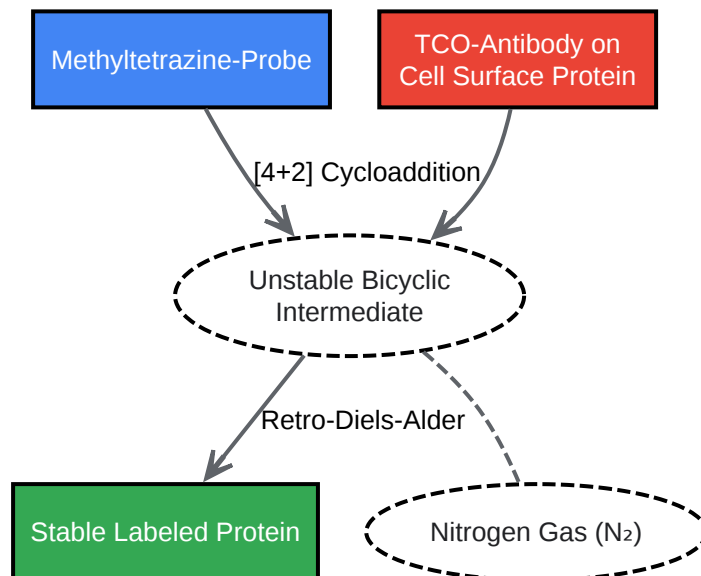 Methyltetrazine-Probe
TCO-Antibody on
Cell Surface Protein
[4+2] Cycloaddition
Unstable Bicyclic
Intermediate
Retro-Diels-Alder
Stable Labeled Protein
Nitrogen Gas (N₂)